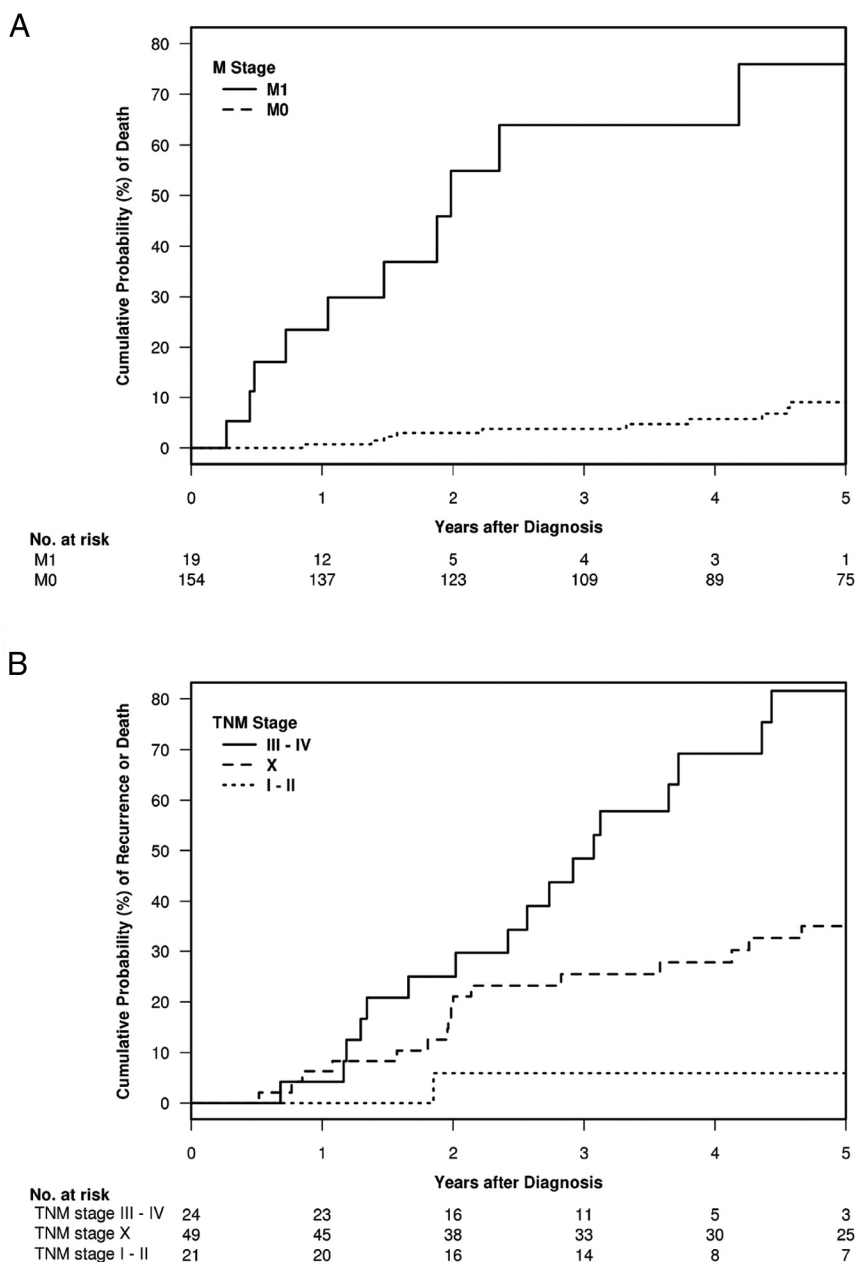 A
80
70
60
50
40
30
20
10
0
Cumulative Probability (%) of Death
M Stage
M1
M0
0 1 2 3 4 5
Years after Diagnosis
No. at risk
M1 19 12 5 4 3 1
M0 154 137 123 109 89 75
B
80
70
60
50
40
30
20
10
0
Cumulative Probability (%) of Recurrence or Death
TNM Stage
III - IV
X
I - II
0 1 2 3 4 5
Years after Diagnosis
No. at risk
TNM stage III - IV 24 23 16 11 5 3
TNM stage X 49 45 38 33 30 25
TNM stage I - II 21 20 16 14 8 7